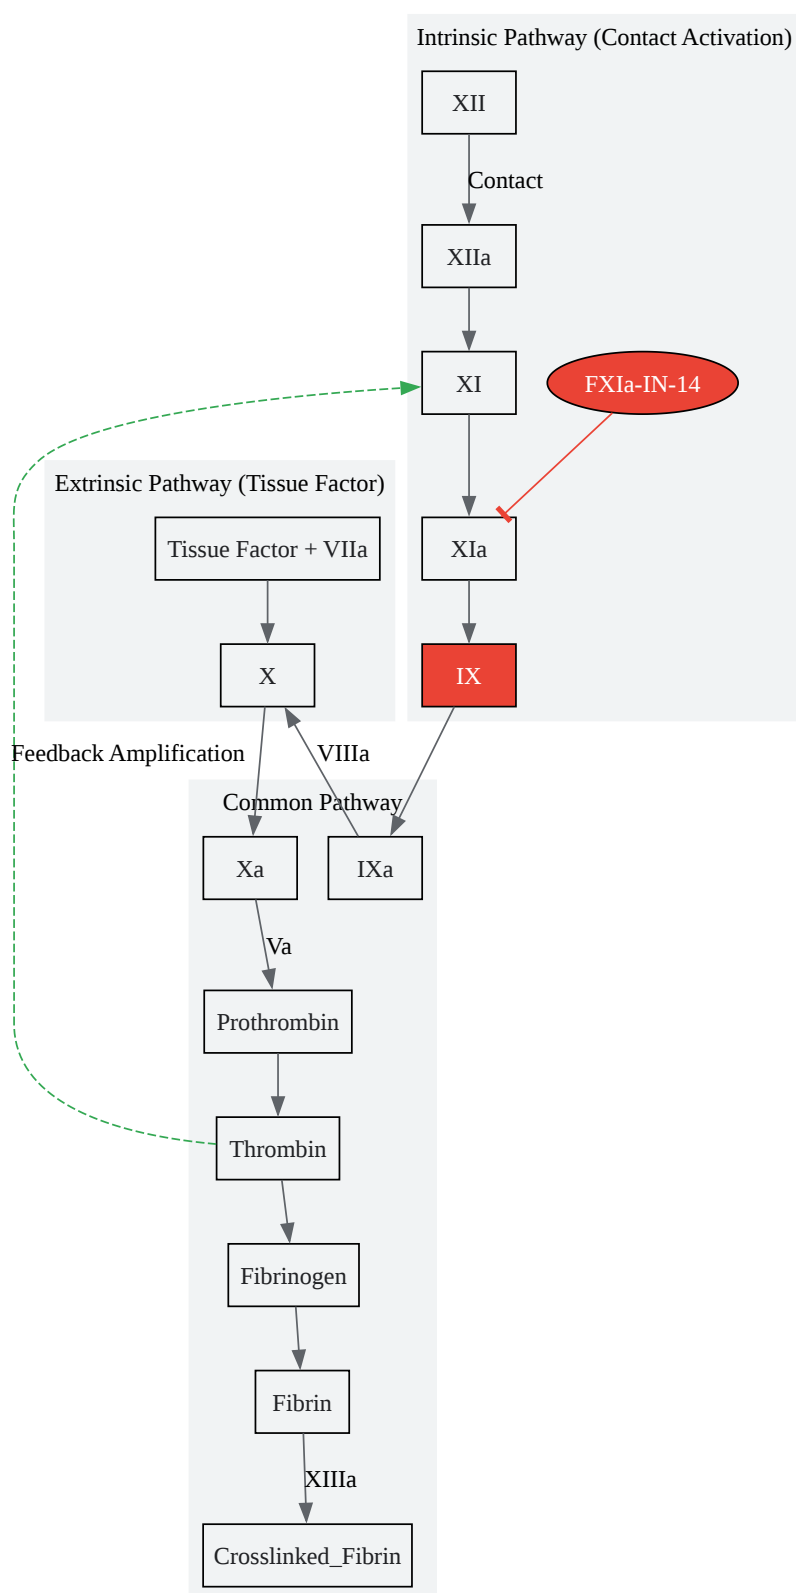 Intrinsic Pathway (Contact Activation)
XII
Contact
XIIa
XI
FXIa-IN-14
Extrinsic Pathway (Tissue Factor)
Tissue Factor + VIIa
XIa
X
IX
Feedback Amplification
VIIIa
Common Pathway
Xa
IXa
Va
Prothrombin
Thrombin
Fibrinogen
Fibrin
XIIIa
Crosslinked_Fibrin